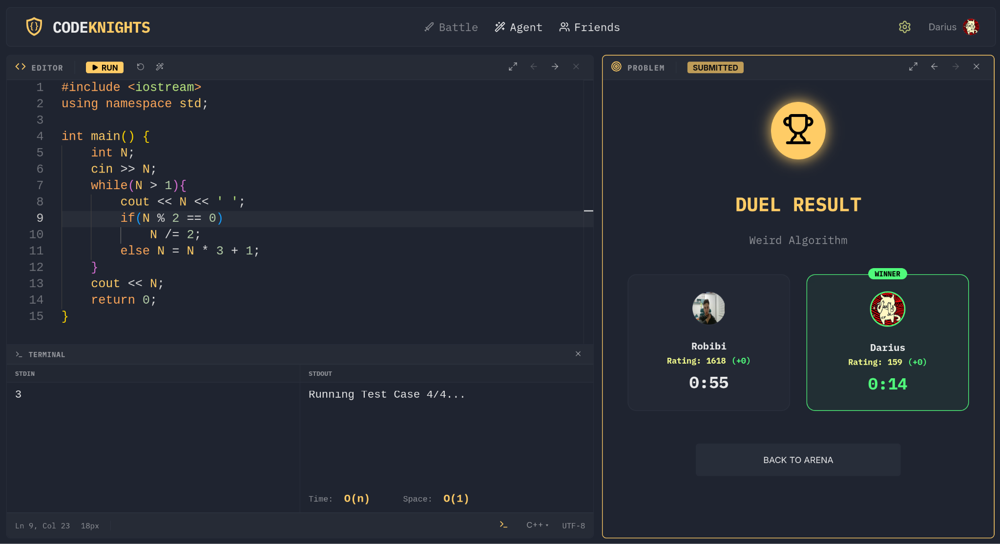 CODEKNIGHTS
Battle
Agent
Friends
Darius
EDITOR
RUN
1 #include <iostream>
2 using namespace std;
3
4 int main() {
5     int N;
6     cin >> N;
7     while(N > 1){
8         cout << N << ' ';
9         if(N % 2 == 0)
10             N /= 2;
11         else N = N * 3 + 1;
12     }
13     cout << N;
14     return 0;
15 }
TERMINAL
STDIN
3
STDOUT
Running Test Case 4/4...
Time: O(n)
Space: O(1)
Ln 9, Col 23
18px
C++
UTF-8
PROBLEM
SUBMITTED
DUEL RESULT
Weird Algorithm
Robibi
Rating: 1618 (+0)
0:55
WINNER
Darius
Rating: 159 (+0)
0:14
BACK TO ARENA